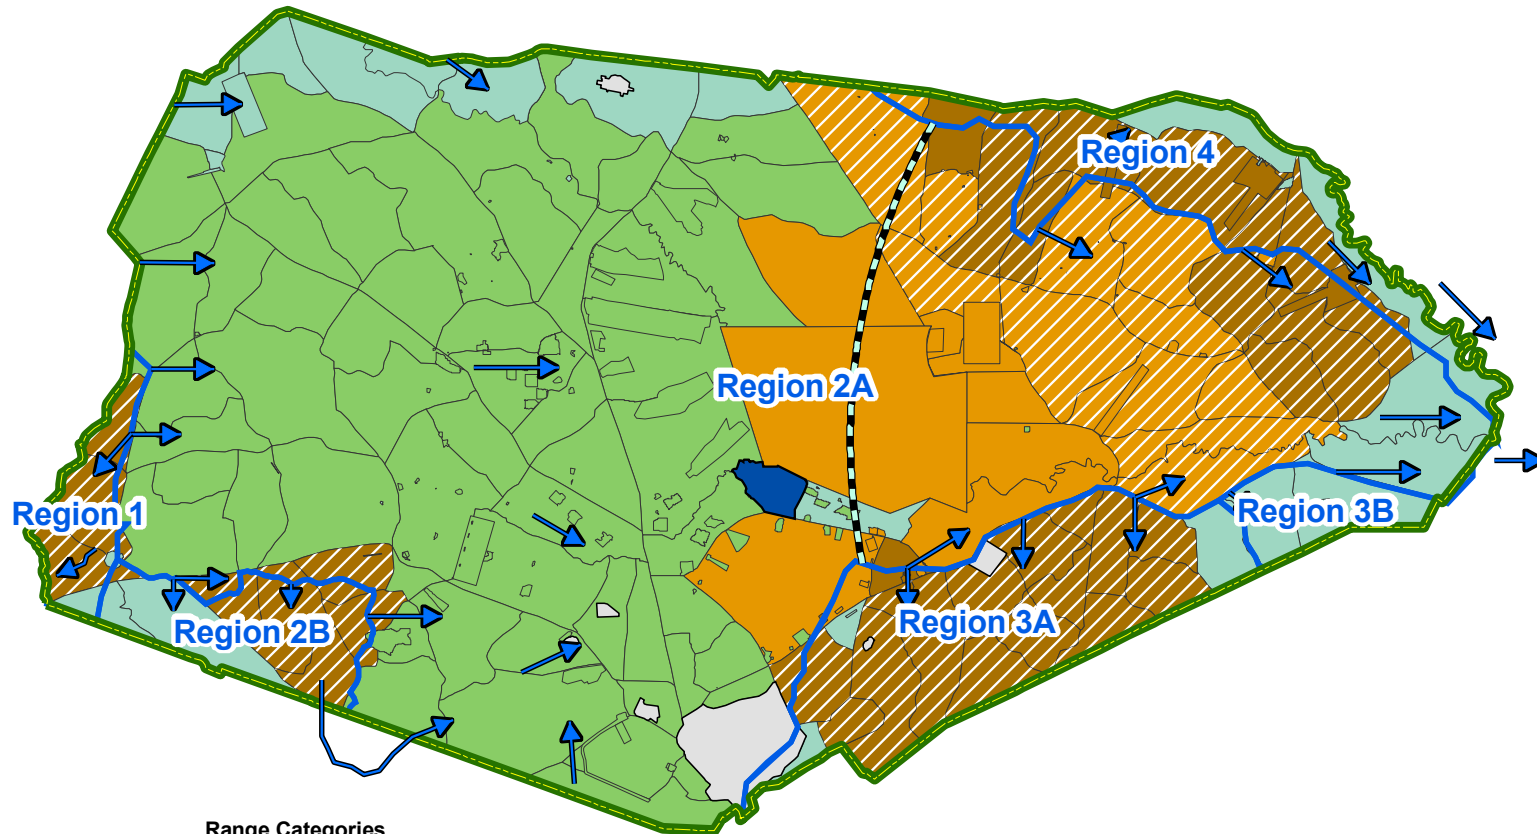 Region 4
Region 2A
Region 1
Region 3B
Region 3A
Region 2B
Range Categories